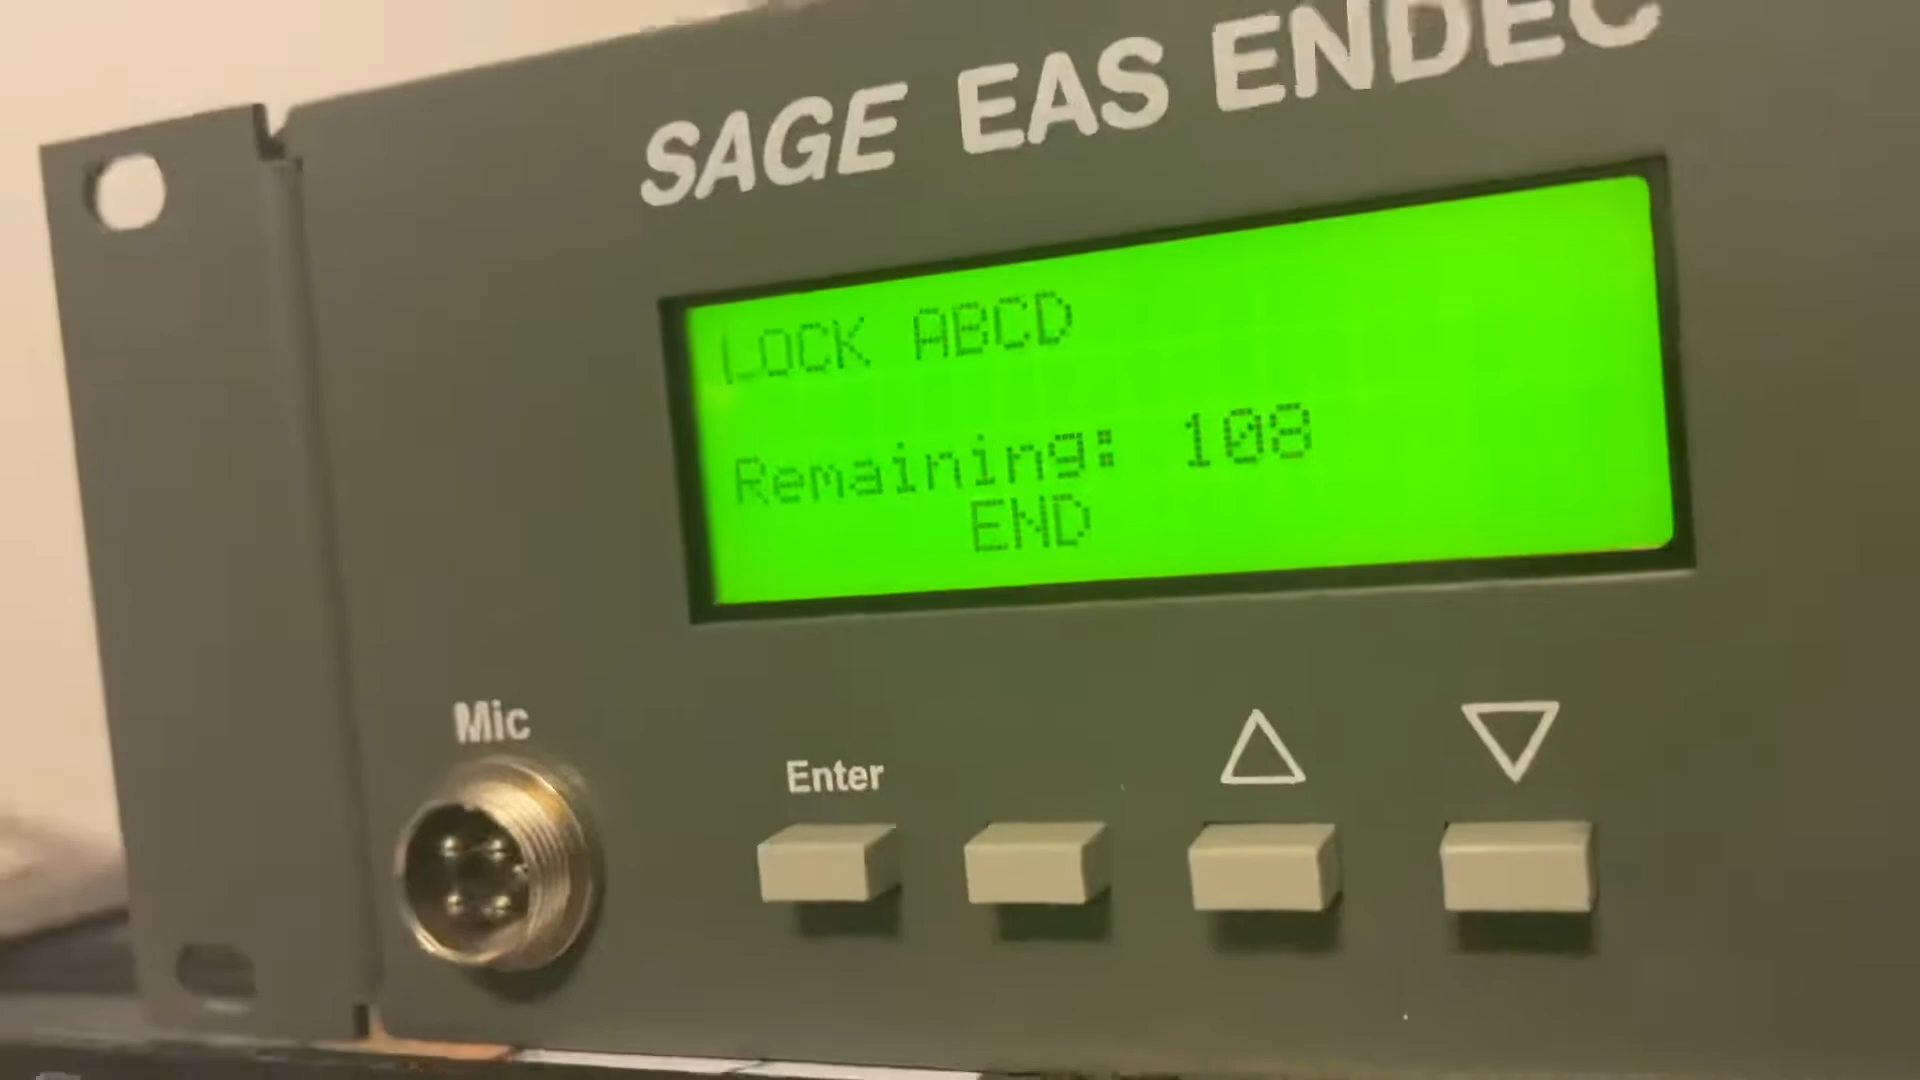 SAGE EAS ENDEC
LOCK ABCD
Remaining: 108
END
Mic
Enter